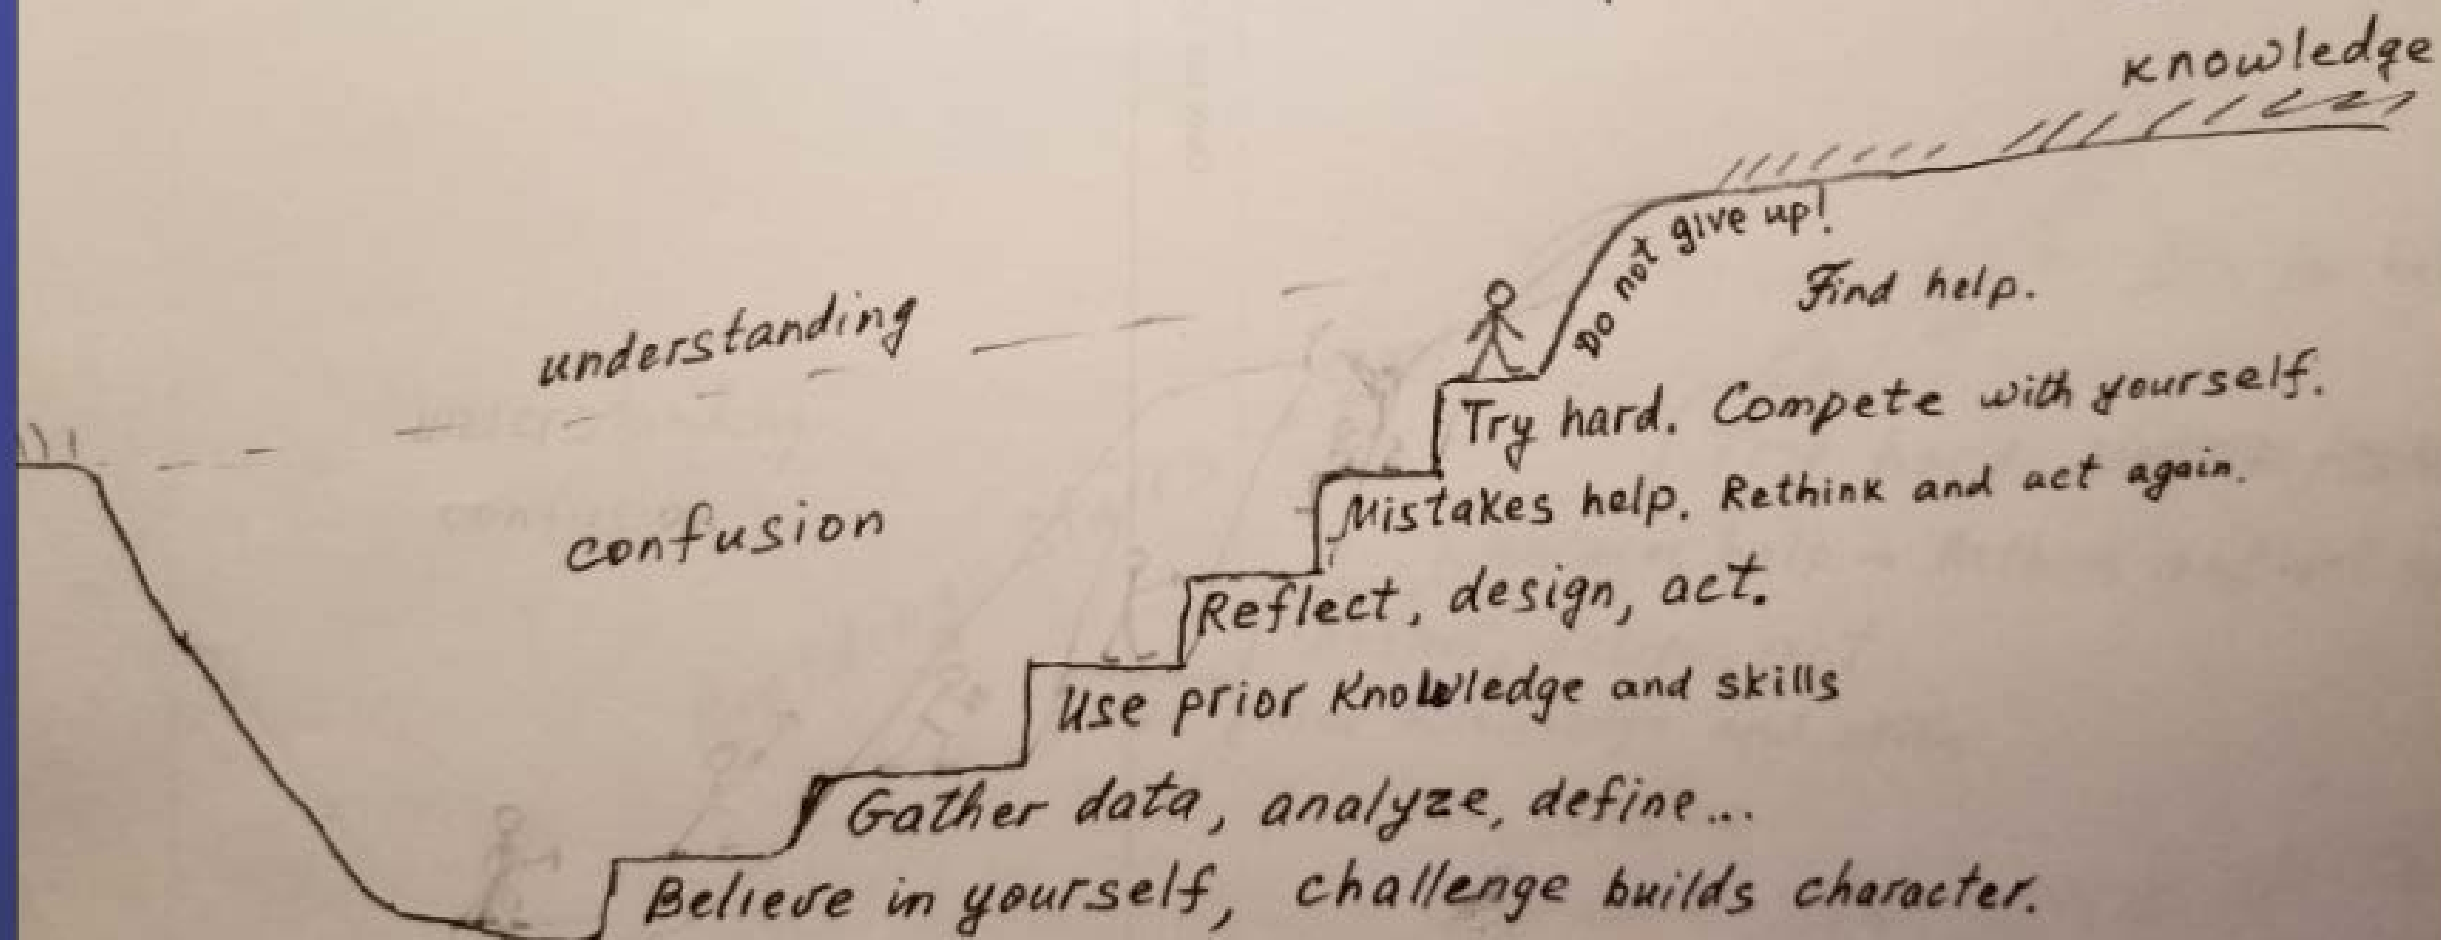 Knowledge
Do not give up!
Find help.
understanding
Try hard. Compete with yourself.
Mistakes help. Rethink and act again.
confusion
Reflect, design, act.
Use prior Knowledge and skills
Gather data, analyze, define...
Believe in yourself, challenge builds character.